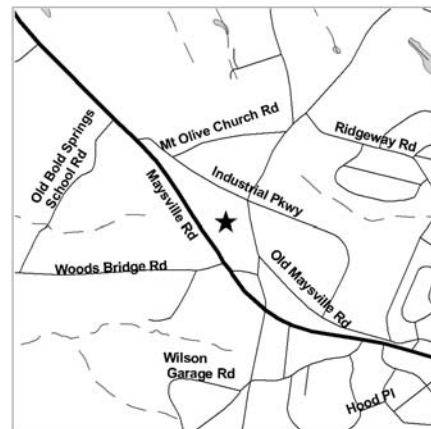 Mt Olive Church Rd
Ridgeway Rd
Old Bold Springs
School Rd
Industrial Pkwy
Maysville Rd
Woods Bridge Rd
Old Maysville Rd
Wilson
Garage Rd
Hood Pl